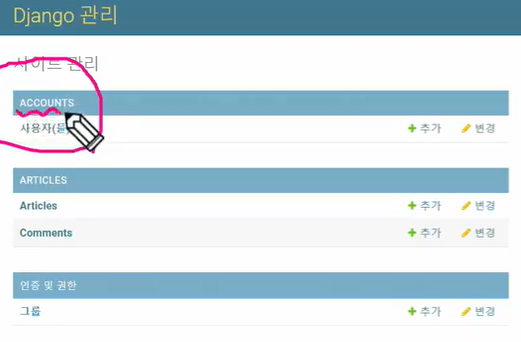 Django 관리
사이트 관리
ACCOUNTS
사용자(들
추가
변경
ARTICLES
Articles
추가
변경
Comments
추가
변경
인증 및 권한
그룹
추가
변경